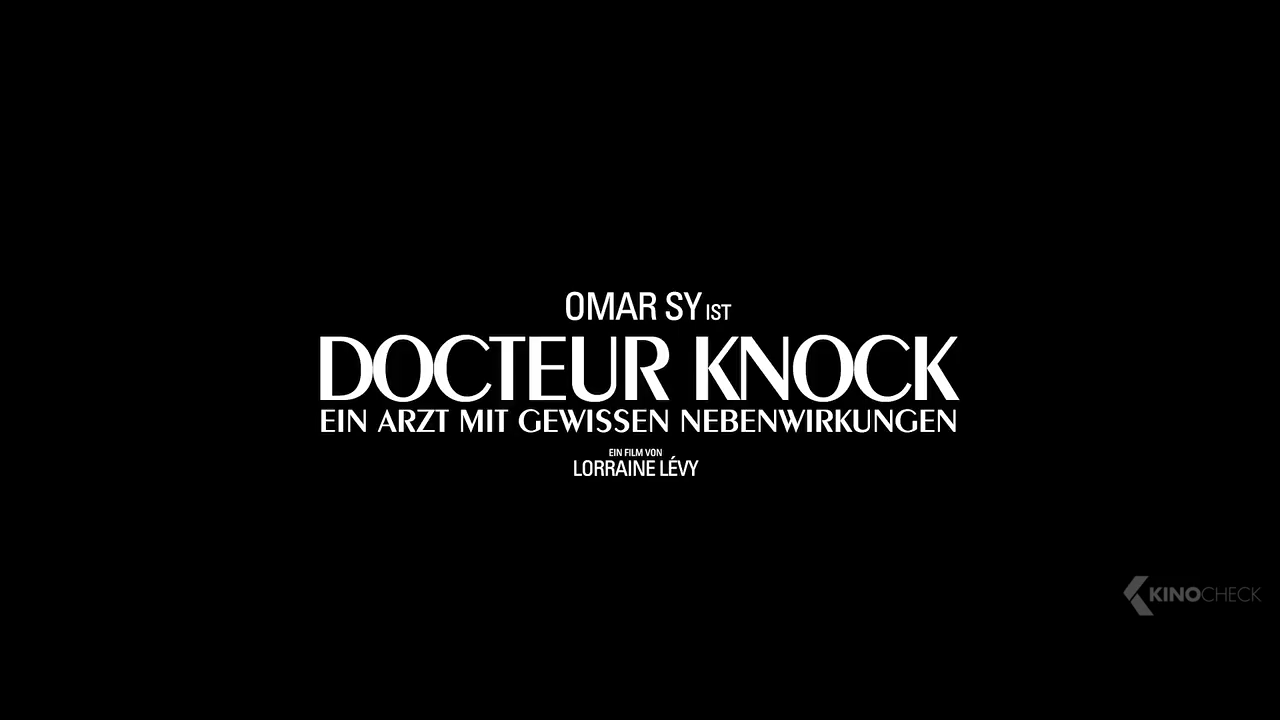 OMAR SY IST
DOCTEUR KNOCK
EIN ARZT MIT GEWISSEN NEBENWIRKUNGEN
EIN FILM VON
LORRAINE LÉVY
KINOCHECK